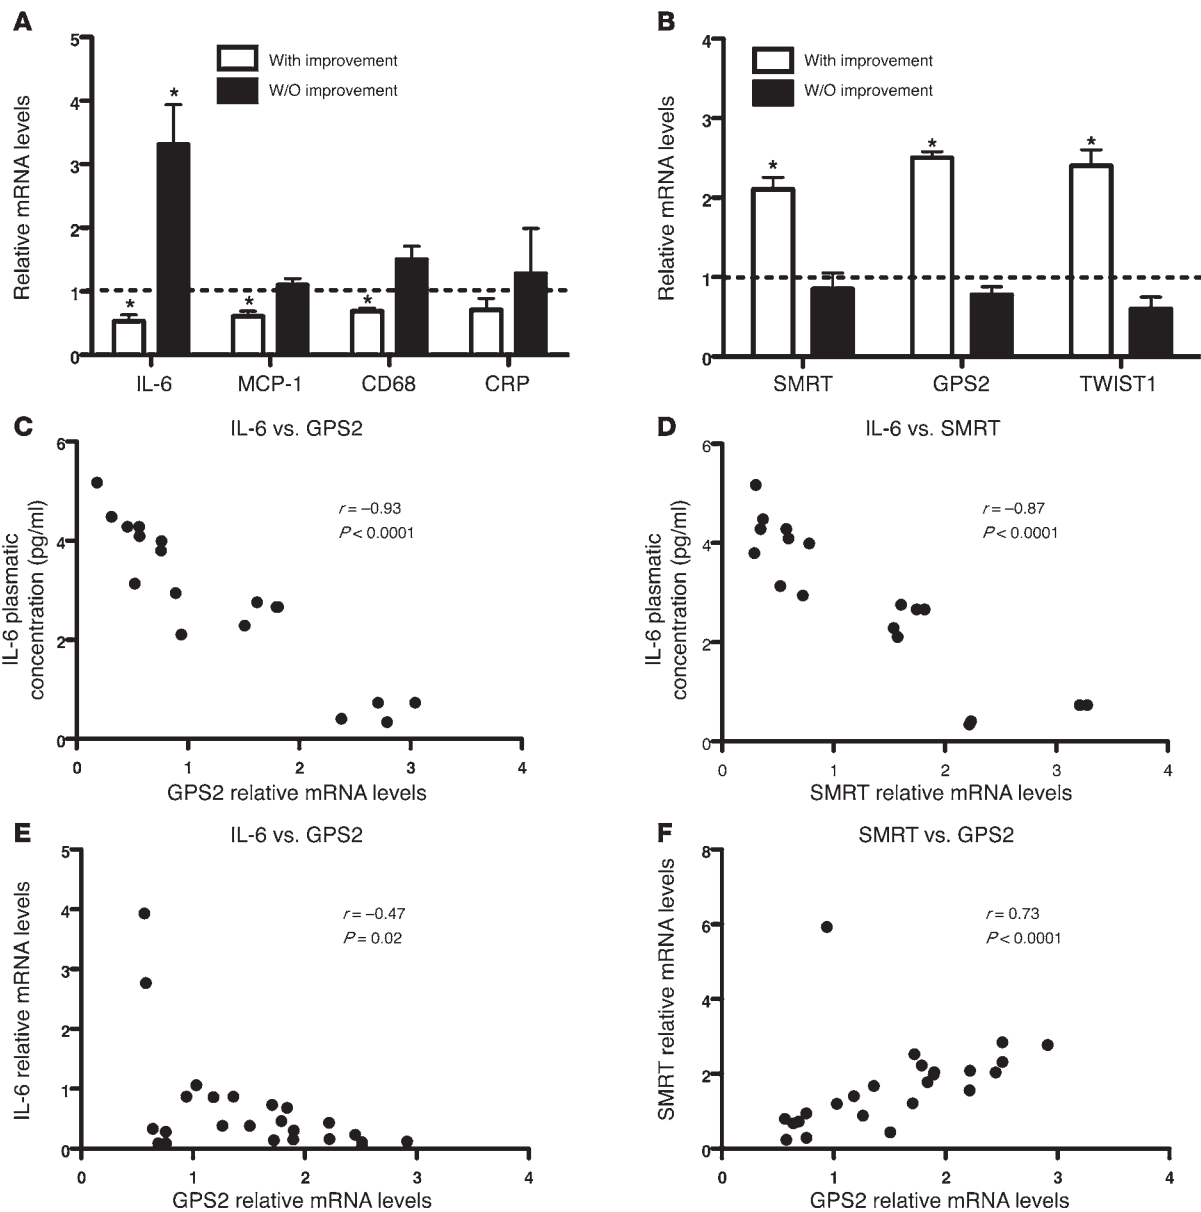 A
B
5
4
3
2
1
0
Relative mRNA levels
With improvement
W/O improvement
*
*
*
*
IL-6
MCP-1
CD68
CRP
4
3
2
1
0
Relative mRNA levels
With improvement
W/O improvement
*
*
*
SMRT
GPS2
TWIST1
C
IL-6 vs. GPS2
6
4
2
0
IL-6 plasmatic
concentration (pg/ml)
r = –0.93
P < 0.0001
0 1 2 3 4
GPS2 relative mRNA levels
D
IL-6 vs. SMRT
6
4
2
0
IL-6 plasmatic
concentration (pg/ml)
r = –0.87
P < 0.0001
0 1 2 3 4
SMRT relative mRNA levels
E
IL-6 vs. GPS2
5
4
3
2
1
0
IL-6 relative mRNA levels
r = –0.47
P = 0.02
0 1 2 3 4
GPS2 relative mRNA levels
F
SMRT vs. GPS2
8
6
4
2
0
SMRT relative mRNA levels
r = 0.73
P < 0.0001
0 1 2 3 4
GPS2 relative mRNA levels